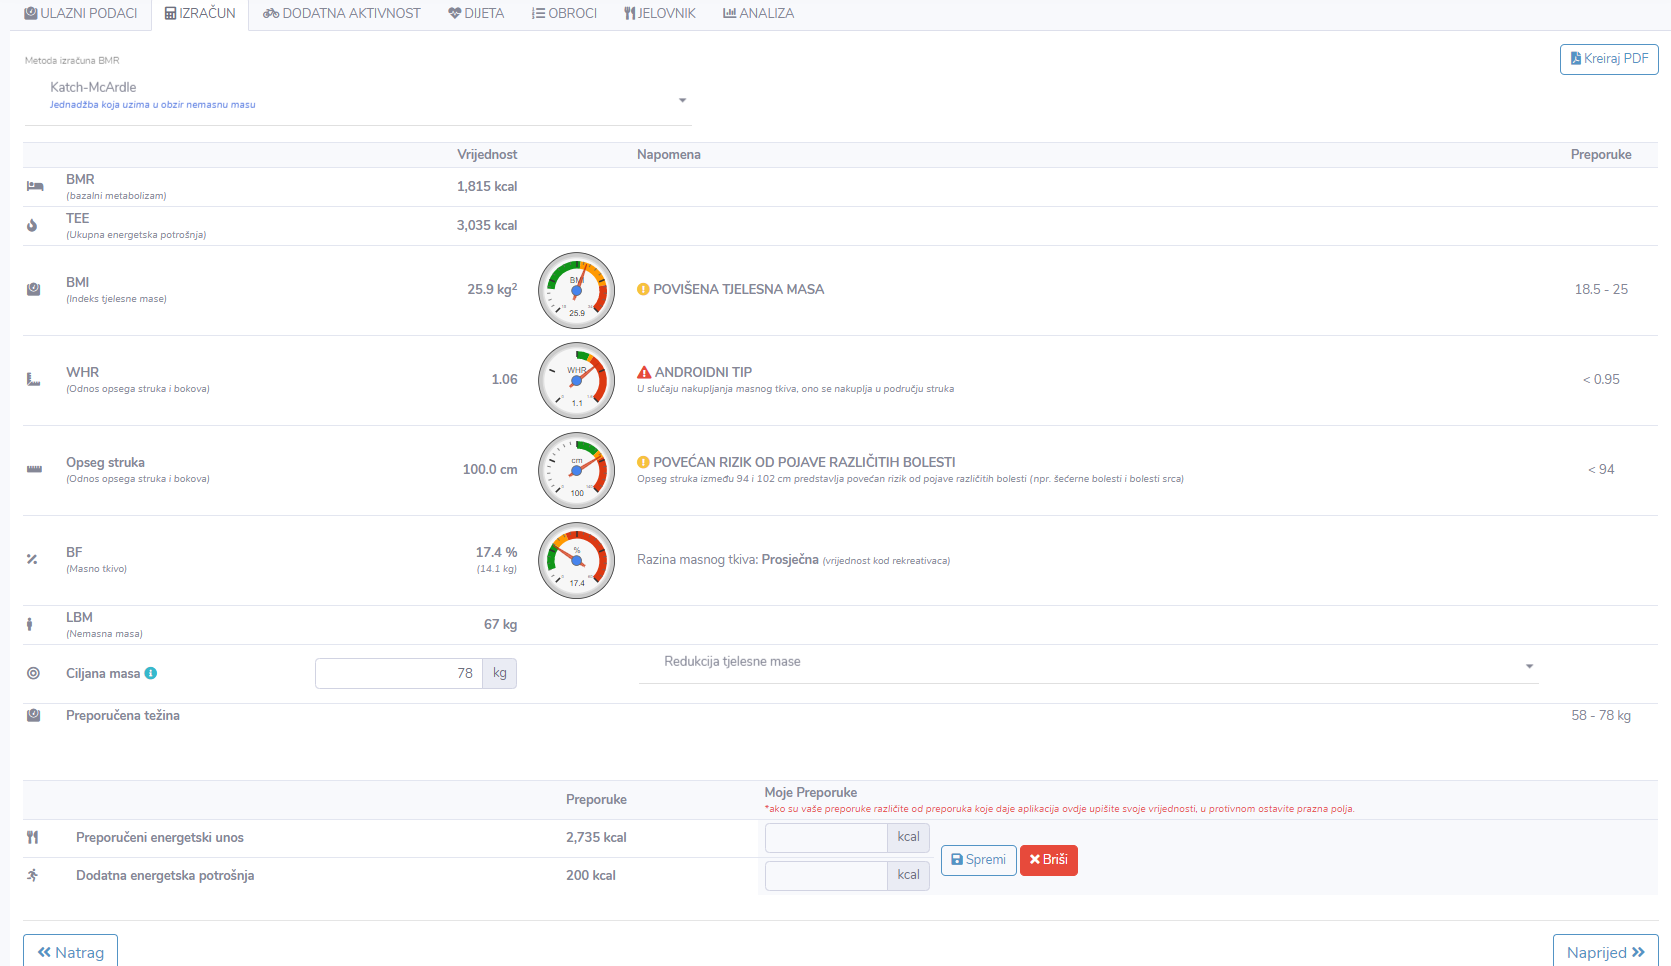 ULAZNI PODACI IZRAČUN DODATNA AKTIVNOST DIJETA OBROCI JELOVNIK ANALIZA
Kreiraj PDF
Metoda izračuna BMR
Katch-McArdle
Jednadžba koja uzima u obzir nemasnu masu
Vrijednost Napomena Preporuke
BMR
(bazalni metabolizam)
1,815 kcal
TEE
(Ukupna energetska potrošnja)
3,035 kcal
BMI
(Indeks tjelesne mase)
25.9 kg²
BMI
25.9
POVIŠENA TJELESNA MASA
18.5 - 25
WHR
(Odnos opsega struka i bokova)
1.06
WHR
1.1
ANDROIDNI TIP
U slučaju nakupljanja masnog tkiva, ono se nakuplja u području struka
< 0.95
Opseg struka
(Odnos opsega struka i bokova)
100.0 cm
cm
100
POVEĆAN RIZIK OD POJAVE RAZLIČITIH BOLESTI
Opseg struka između 94 i 102 cm predstavlja povećan rizik od pojave različitih bolesti (npr. šećerne bolesti i bolesti srca)
< 94
BF
(Masno tkivo)
17.4 %
(14.1 kg)
%
17.4
Razina masnog tkiva: Prosječna (vrijednost kod rekreativaca)
LBM
(Nemasna masa)
67 kg
Ciljana masa
78 kg
Redukcija tjelesne mase
Preporučena težina
58 - 78 kg
Preporuke
Moje Preporuke
*ako su vaše preporuke različite od preporuka koje daje aplikacija ovdje upišite svoje vrijednosti, u protivnom ostavite prazna polja.
Preporučeni energetski unos 2,735 kcal kcal
Spremi Briši
Dodatna energetska potrošnja 200 kcal kcal
Natrag Naprijed